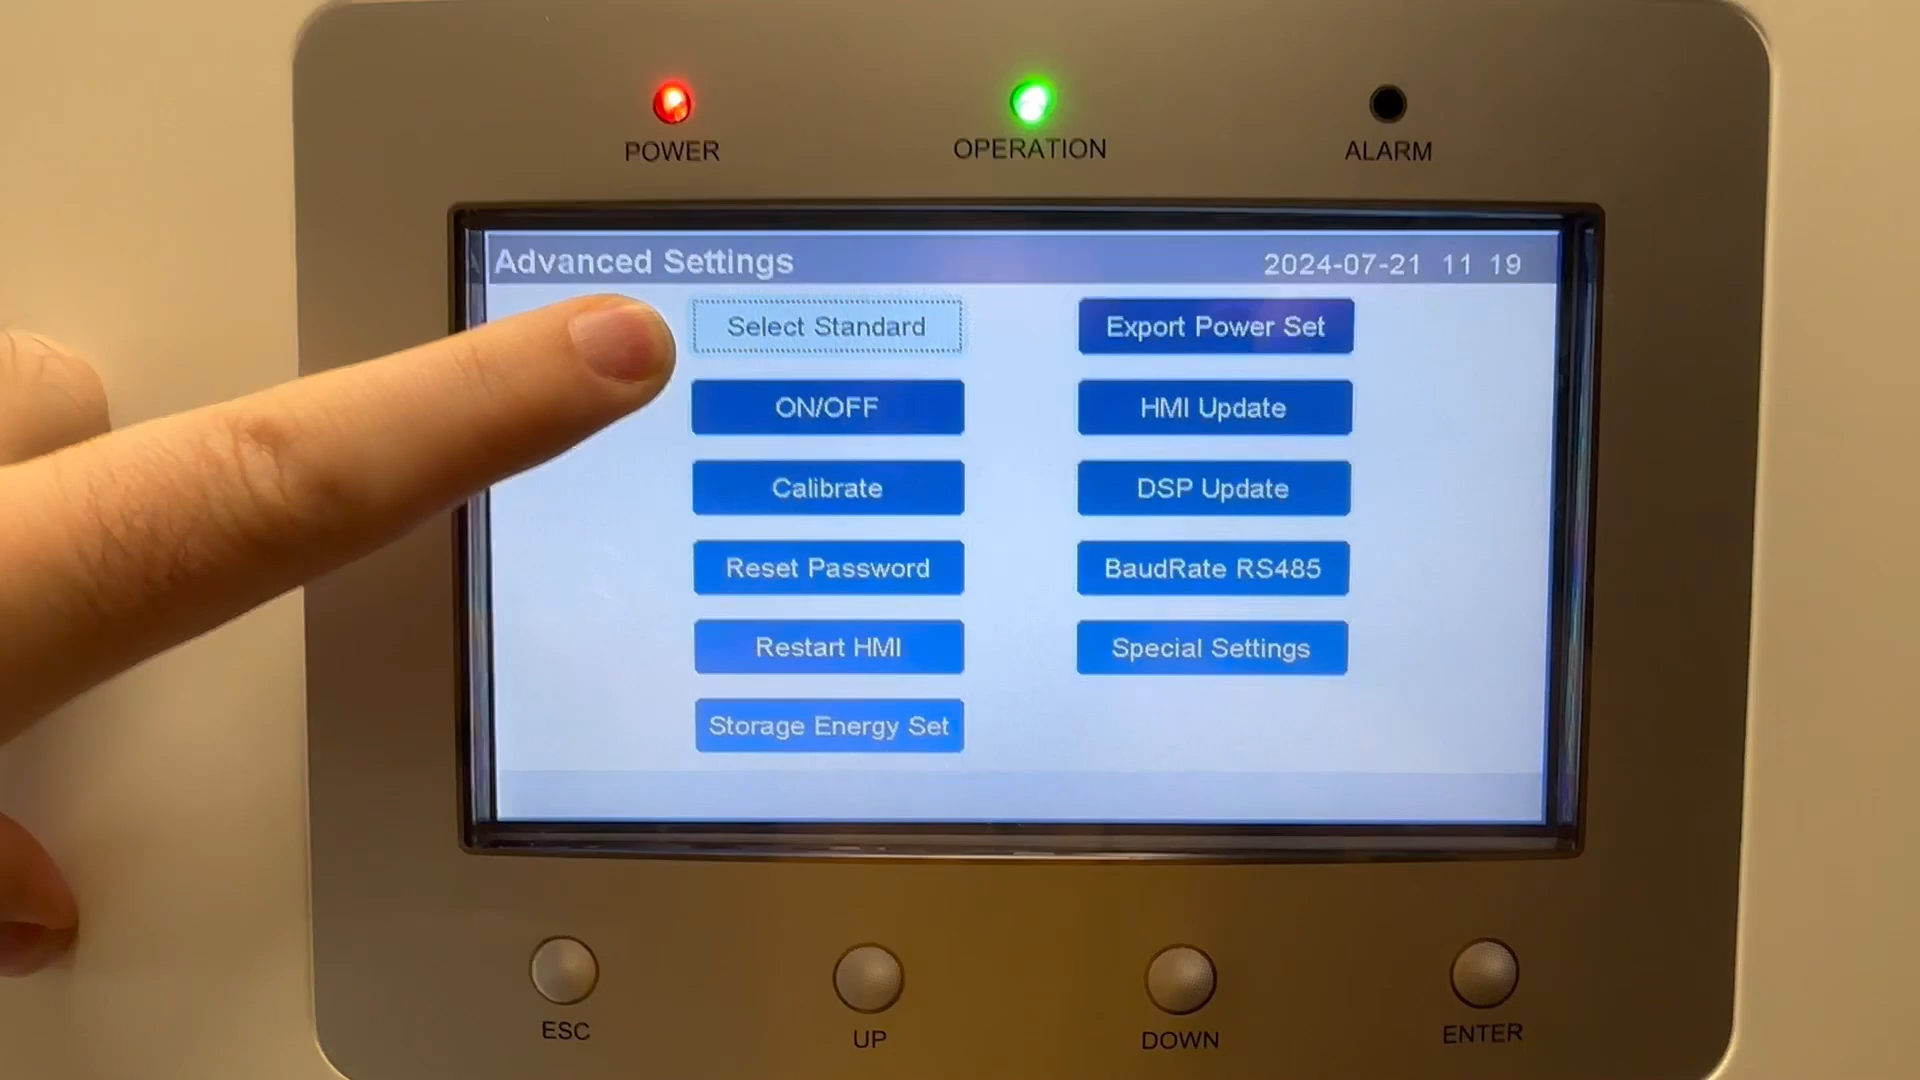 POWER
OPERATION
ALARM
Advanced Settings
2024-07-21 11 19
Select Standard
Export Power Set
ON/OFF
HMI Update
Calibrate
DSP Update
Reset Password
BaudRate RS485
Restart HMI
Special Settings
Storage Energy Set
ESC
UP
DOWN
ENTER